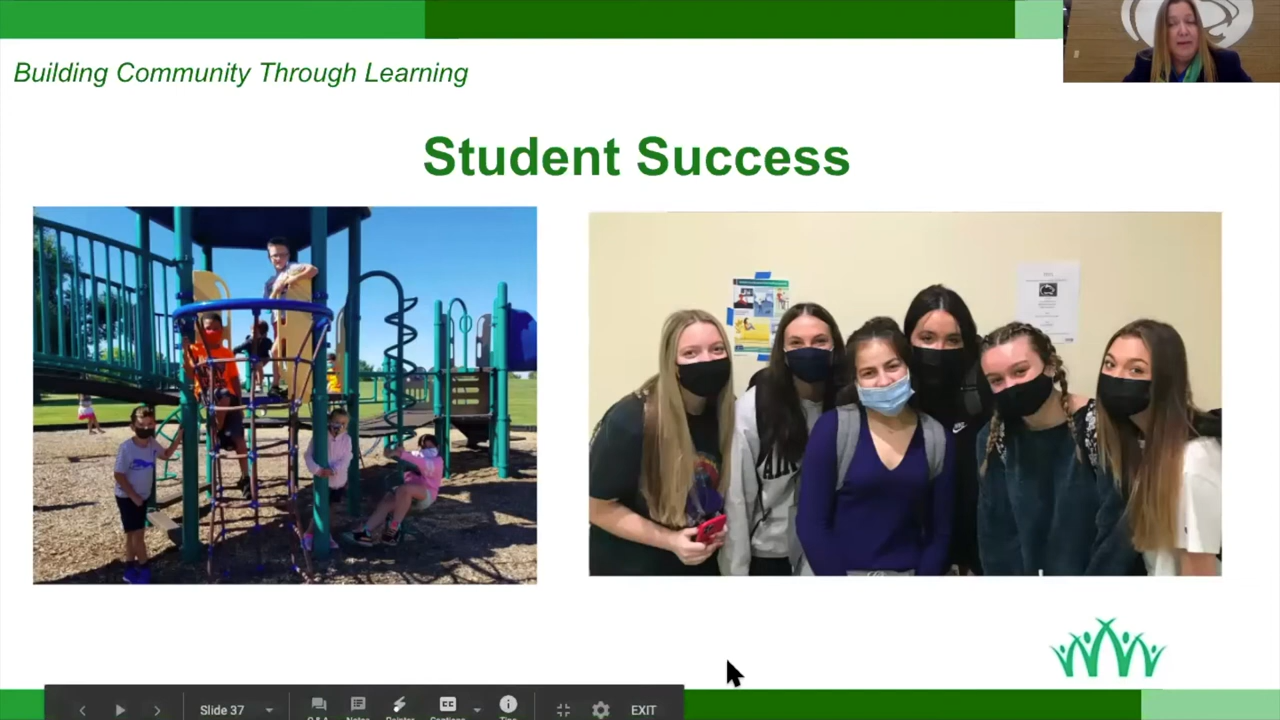 Building Community Through Learning
Student Success
Slide 37
Q & A
Notes
Pointer
Captions
Tips
EXIT